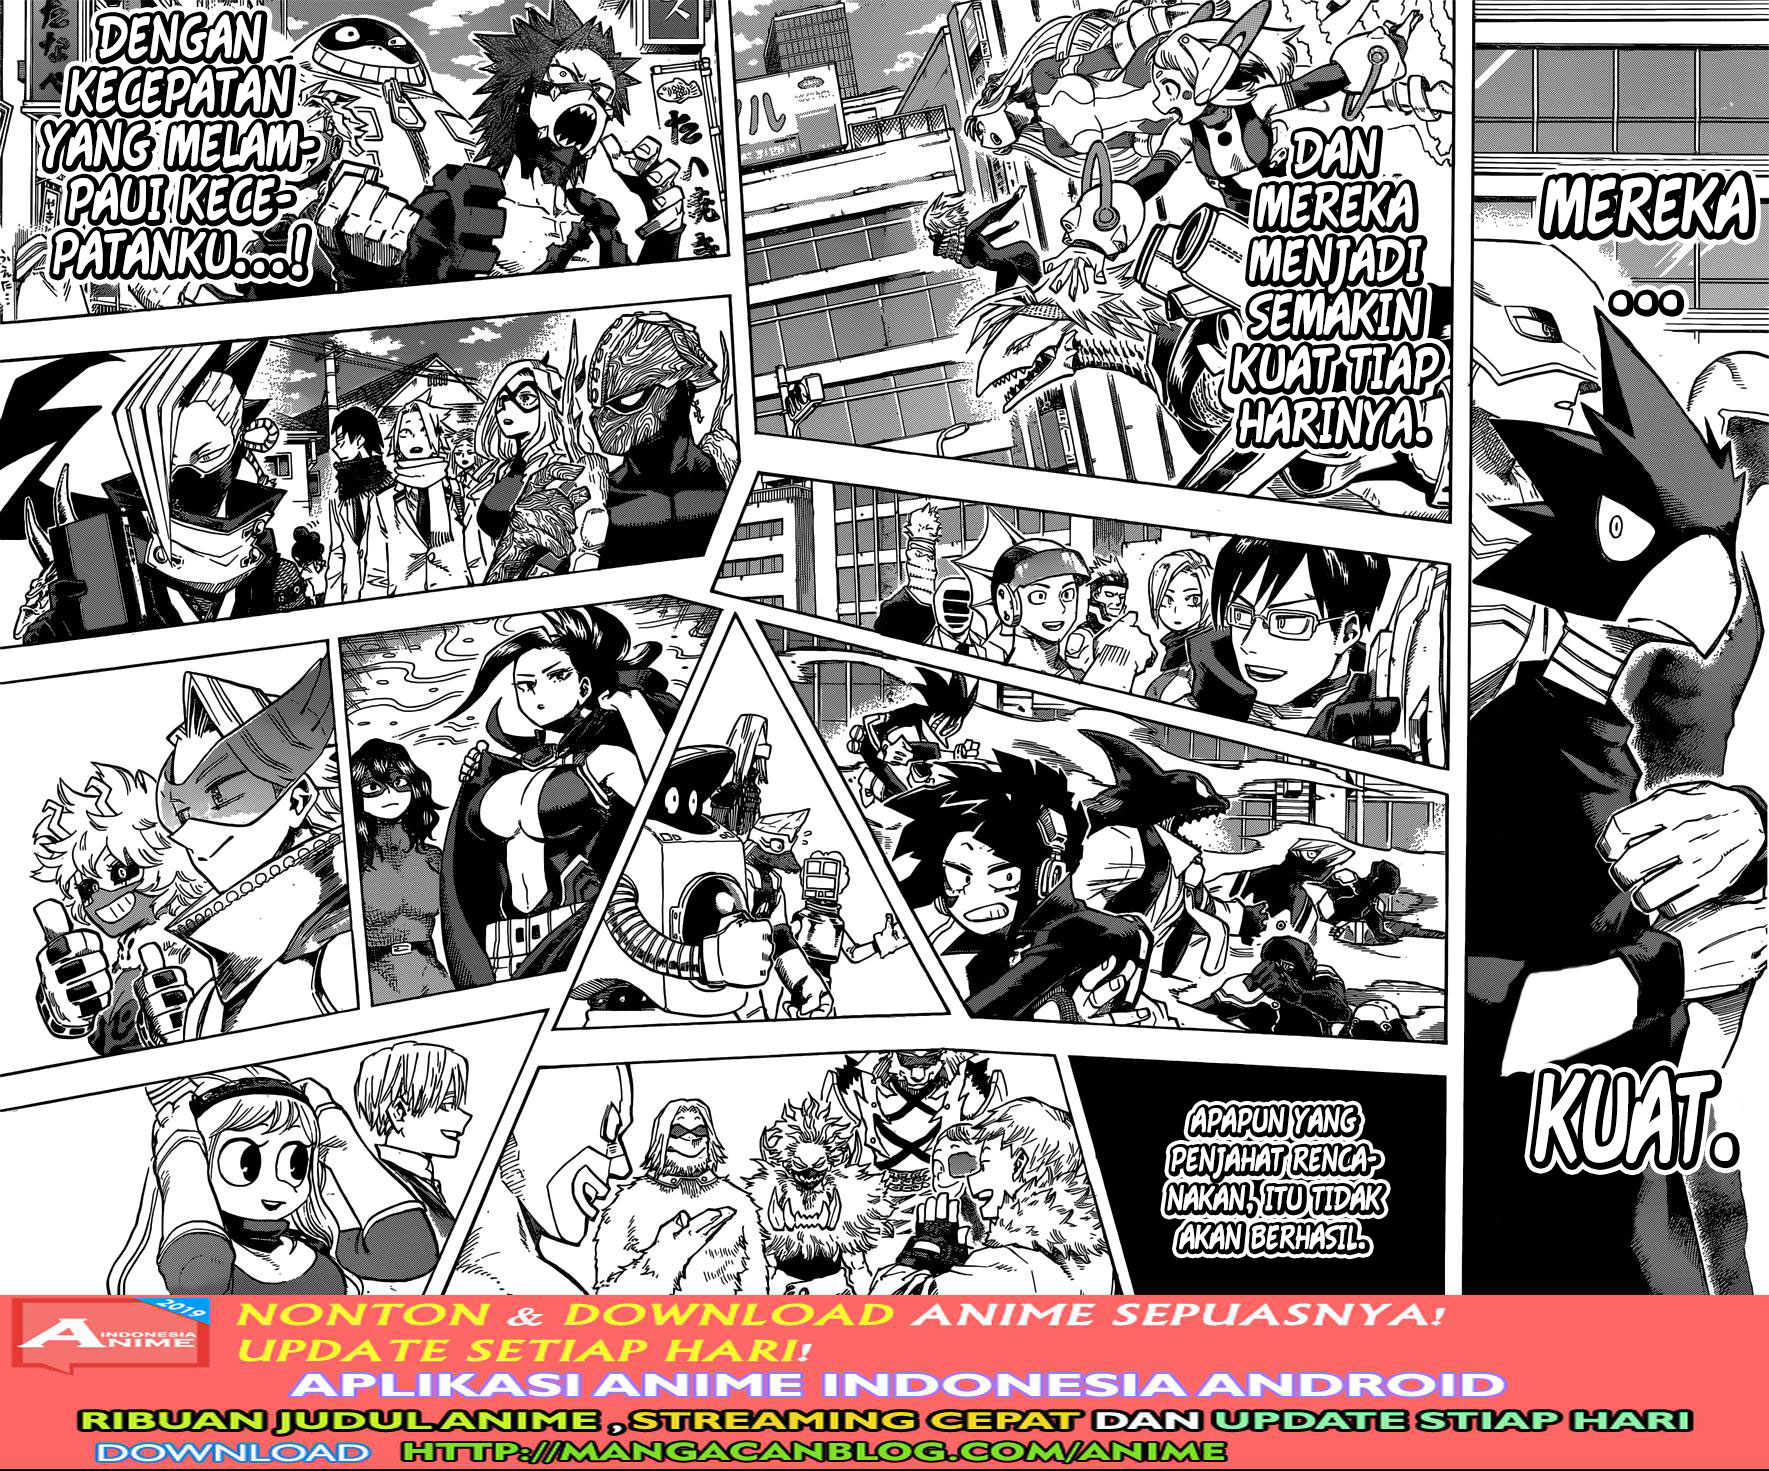 MEREKA
...
KUAT.
DAN
MEREKA
MENJADI
SEMAKIN
KUAT TIAP
HARINYA.
DENGAN
KECEPATAN
YANG MELAM-
PAUI KECE-
PATANKU...!
APAPUN YANG
PENJAHAT RENCA-
NAKAN, ITU TIDAK
AKAN BERHASIL.
2019
INDONESIA
ANIME
NONTON & DOWNLOAD ANIME SEPUASNYA!
UPDATE SETIAP HARI!
APLIKASI ANIME INDONESIA ANDROID
RIBUAN JUDUL ANIME , STREAMING CEPAT DAN UPDATE STIAP HARI
DOWNLOAD HTTP://MANGACANBLOG.COM/ANIME